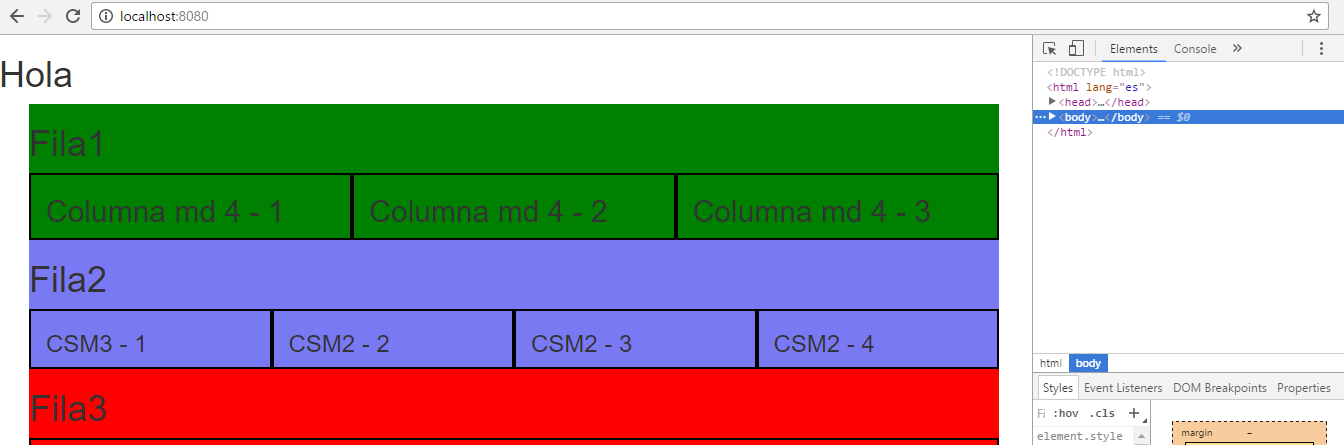 localhost:8080
Hola
Fila1
Columna md 4 - 1
Columna md 4 - 2
Columna md 4 - 3
Fila2
CSM3 - 1
CSM2 - 2
CSM2 - 3
CSM2 - 4
Fila3
Elements
Console
<!DOCTYPE html>
<html lang="es">
<head>…</head>
<body>…</body> == $0
</html>
html
body
Styles
Event Listeners
DOM Breakpoints
Properties
Fi
:hov
.cls
element.style
margin